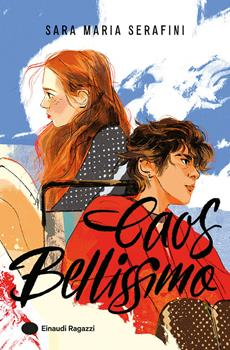 SARA MARIA SERAFINI
Caos
Bellissimo
Einaudi Ragazzi